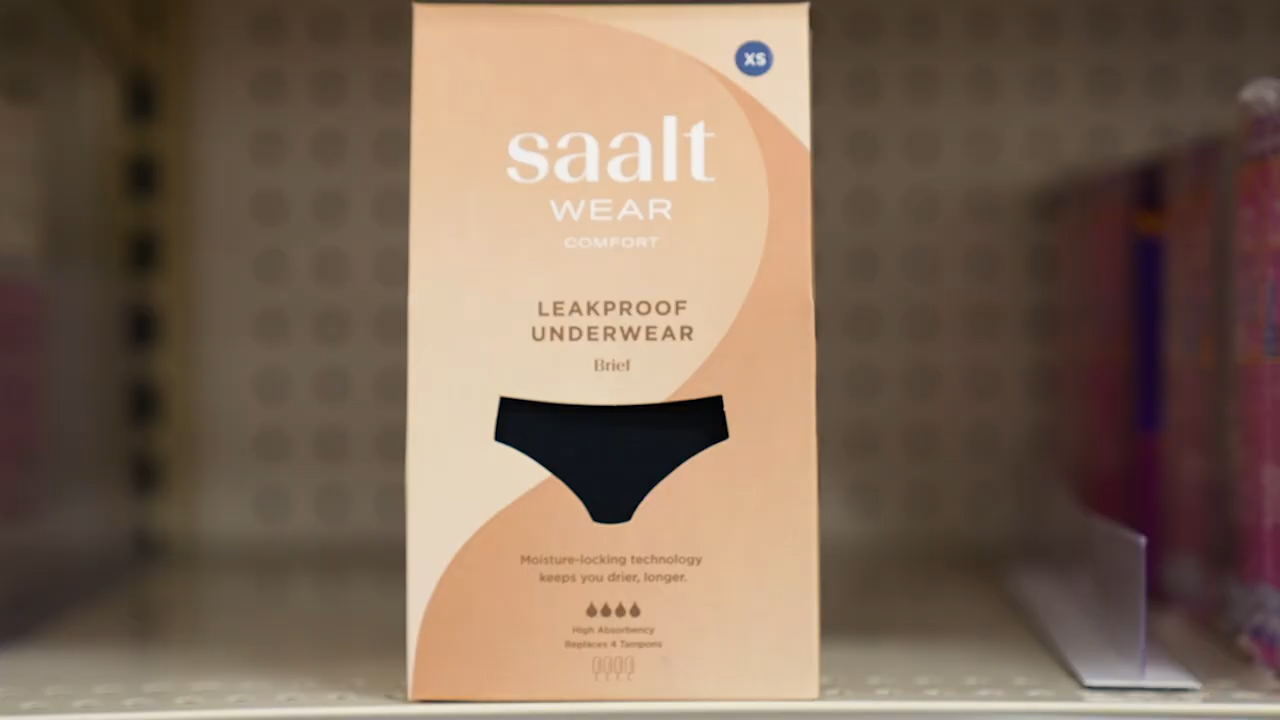 XS
saalt
WEAR
COMFORT
LEAKPROOF
UNDERWEAR
Brief
Moisture-locking technology
keeps you drier, longer.
High Absorbency
Replaces 4 Tampons